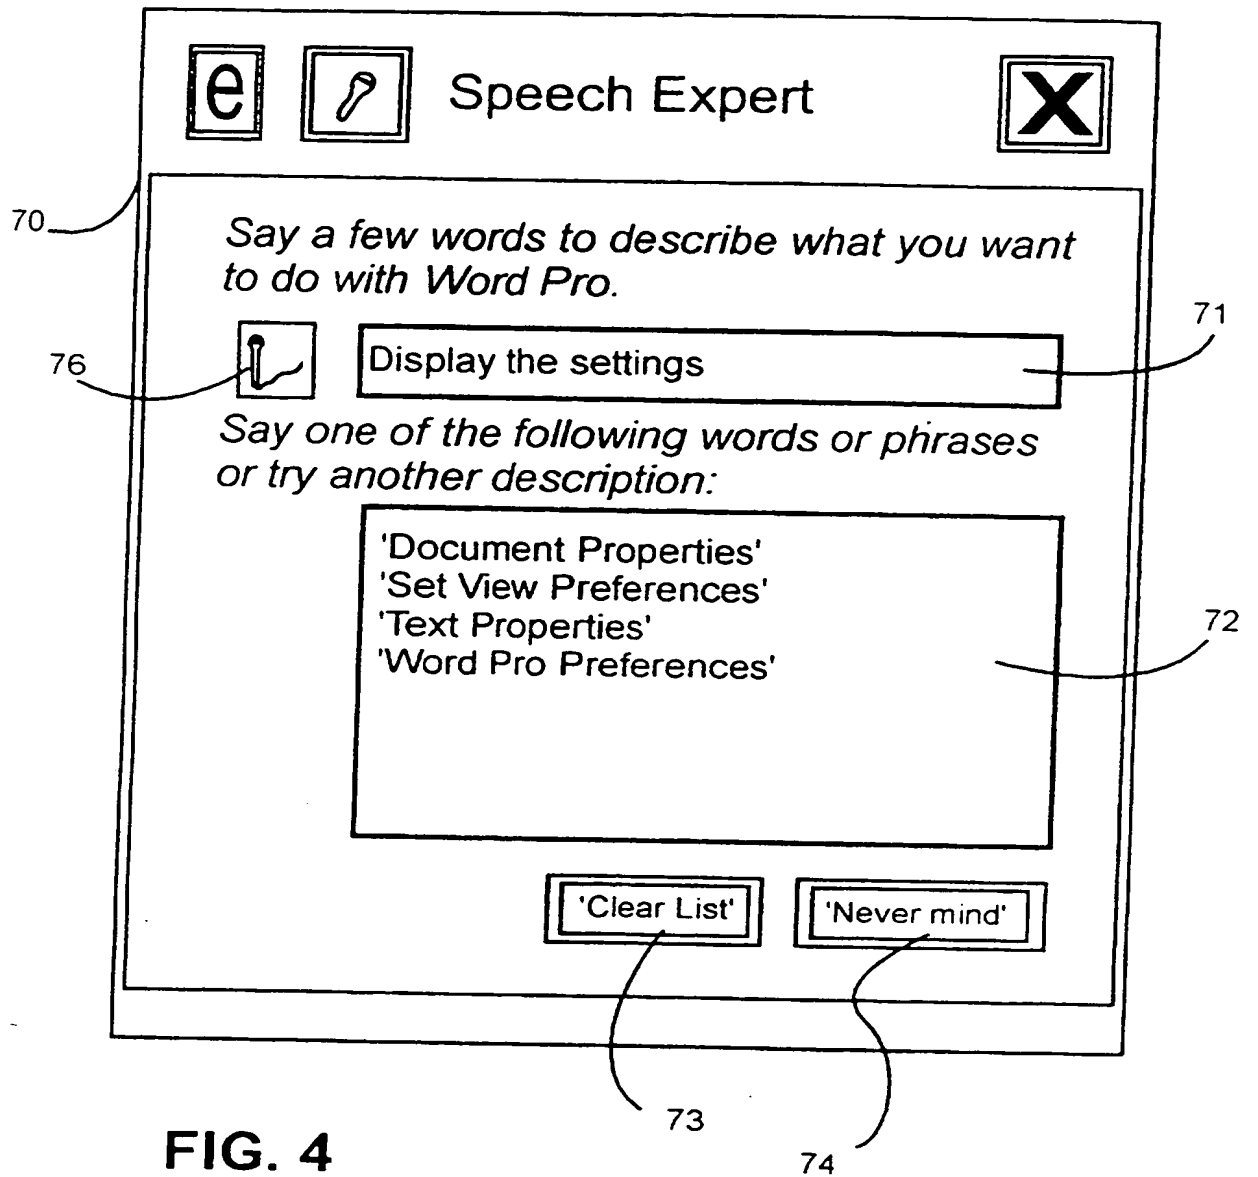 e Speech Expert X
70
Say a few words to describe what you want
to do with Word Pro.
71
76
Display the settings
Say one of the following words or phrases
or try another description:
'Document Properties'
'Set View Preferences'
'Text Properties'
'Word Pro Preferences'
72
'Clear List' 'Never mind'
73
74
FIG. 4